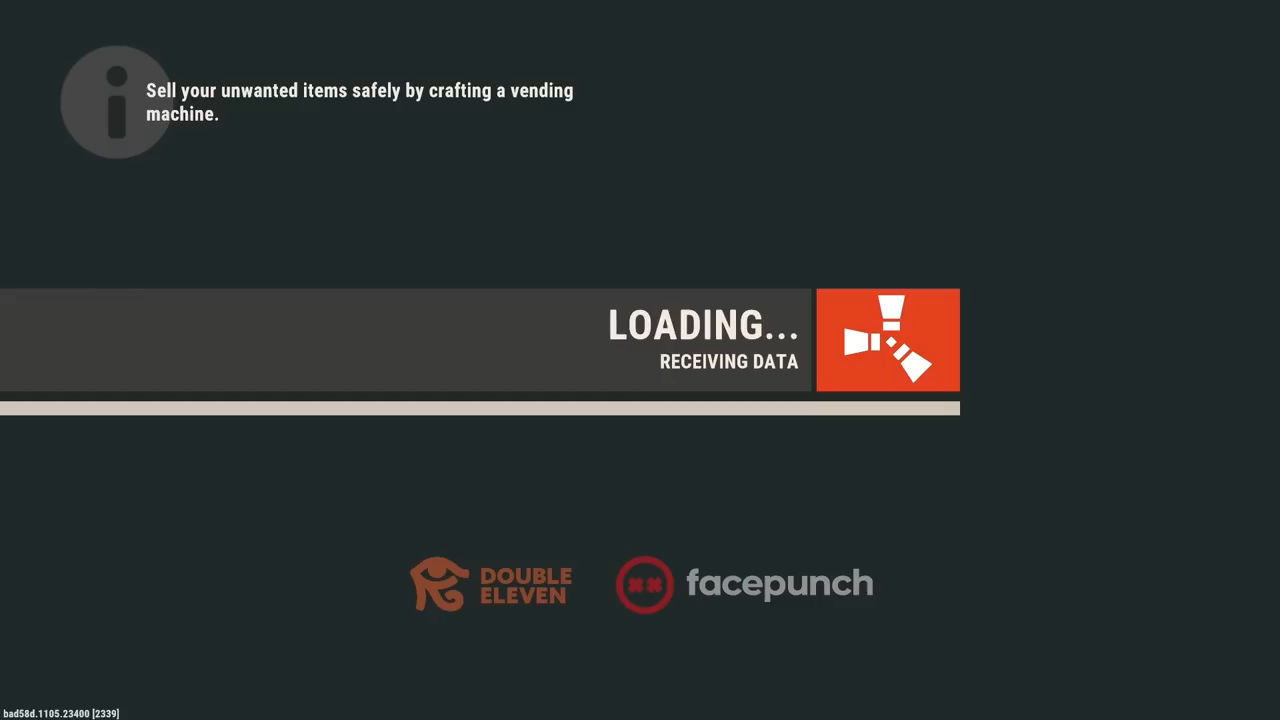 Sell your unwanted items safely by crafting a vending
machine.
LOADING...
RECEIVING DATA
DOUBLE
ELEVEN
facepunch
bad58d.1105.23400 [2339]